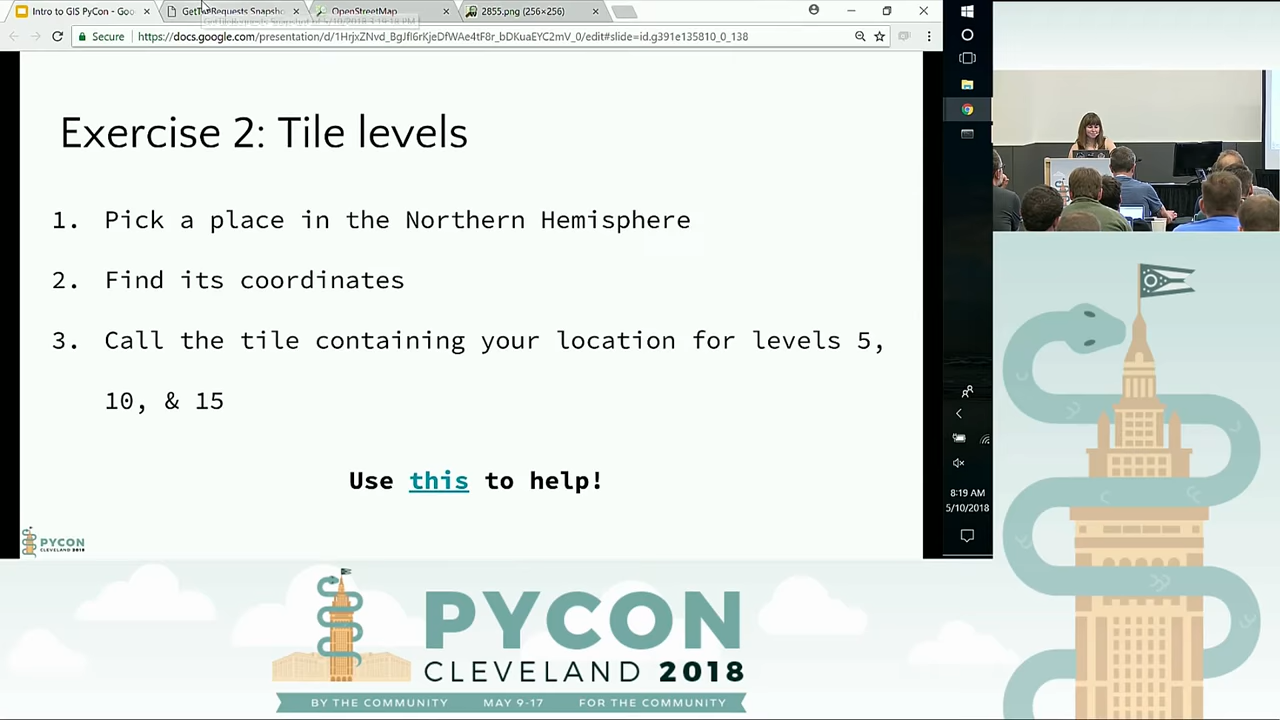 Intro to GIS PyCon - Goo
GetTileRequests Snapsho
OpenStreetMap
2855.png (256×256)
Secure
https://docs.google.com/presentation/d/1HrjxZNvd_BgJfl6rKjeDfWAe4tF8r_bDKuaEYC2mV_0/edit#slide=id.g391e135810_0_138
Exercise 2: Tile levels
1. Pick a place in the Northern Hemisphere
2. Find its coordinates
3. Call the tile containing your location for levels 5,
10, & 15
Use this to help!
PYCON
CLEVELAND 2018
8:19 AM
5/10/2018
PYCON
CLEVELAND 2018
BY THE COMMUNITY MAY 9-17 FOR THE COMMUNITY